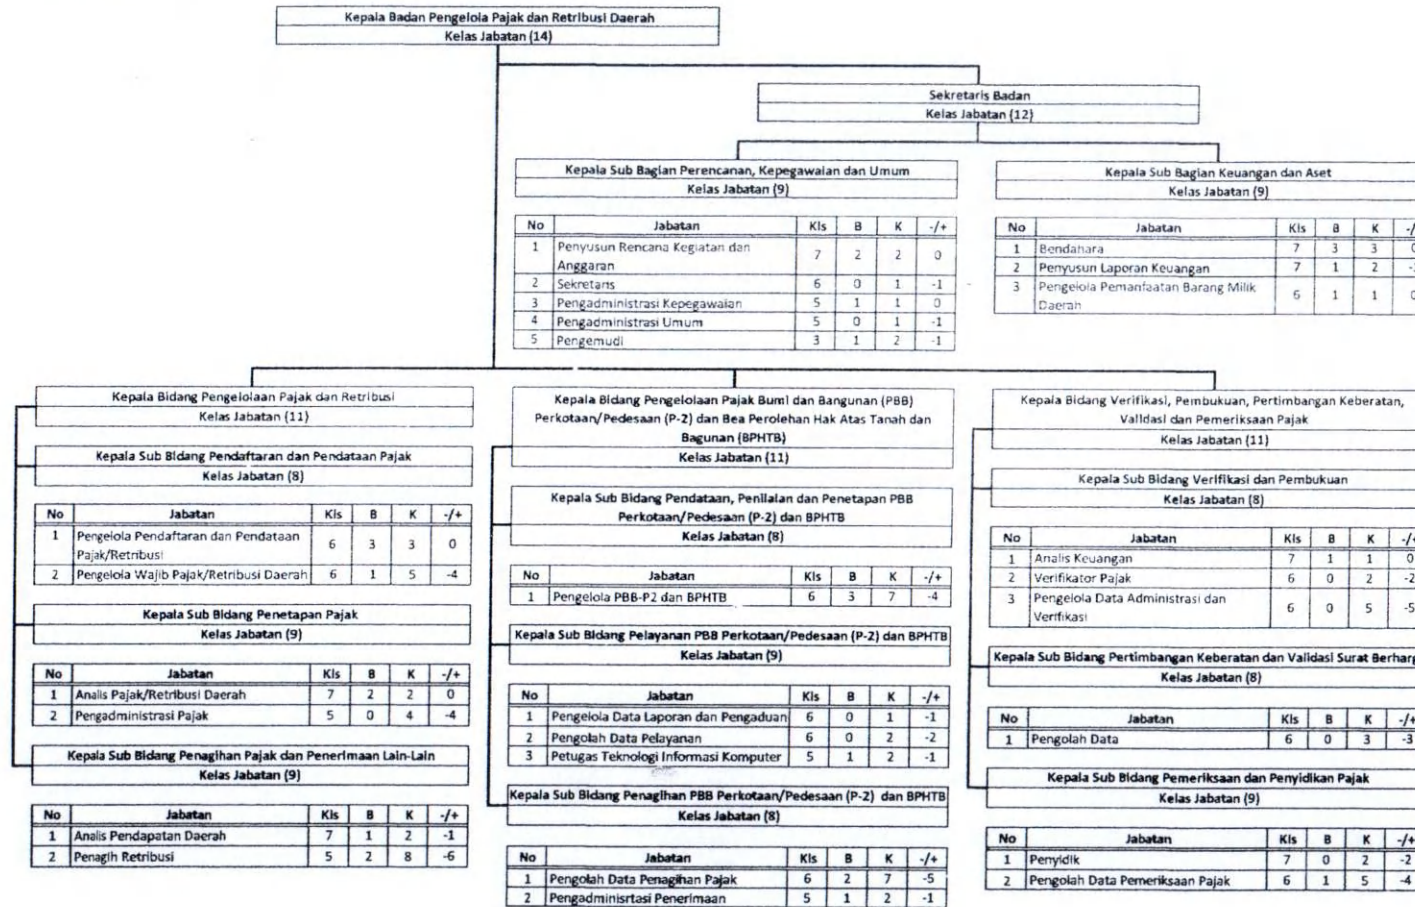 Kepala Badan Pengelola Pajak dan Retribusi Daerah
Kelas Jabatan (14)
Sekretaris Badan
Kelas Jabatan (12)
Kepala Sub Bagian Perencanan, Kepegawaian dan Umum
Kelas Jabatan (9)
No Jabatan Kls B K -/+
1 Penyusun Rencana Kegiatan dan
Anggaran 7 2 2 0
2 Sekretaris 6 0 1 -1
3 Pengadministrasi Kepegawaian 5 1 1 0
4 Pengadministrasi Umum 5 0 1 -1
5 Pengemudi 3 1 2 -1
Kepala Sub Bagian Keuangan dan Aset
Kelas Jabatan (9)
No Jabatan Kls B K
1 Bendahara 7 3 3
2 Penyusun Laporan Keuangan 7 1 2
3 Pengelola Pemanfaatan Barang Milik
Daerah 6 1 1
Kepala Bidang Pengelolaan Pajak dan Retribusi
Kelas Jabatan (11)
Kepala Sub Bidang Pendaftaran dan Pendataan Pajak
Kelas Jabatan (8)
No Jabatan Kls B K -/+
1 Pengelola Pendaftaran dan Pendataan
Pajak/Retribusi 6 3 3 0
2 Pengelola Wajib Pajak/Retribusi Daerah 6 1 5 -4
Kepala Sub Bidang Penetapan Pajak
Kelas Jabatan (9)
No Jabatan Kls B K -/+
1 Analis Pajak/Retribusi Daerah 7 2 2 0
2 Pengadministrasi Pajak 5 0 4 -4
Kepala Sub Bidang Penagihan Pajak dan Penerimaan Lain-Lain
Kelas Jabatan (9)
No Jabatan Kls B K -/+
1 Analis Pendapatan Daerah 7 1 2 -1
2 Penagih Retribusi 5 2 8 -6
Kepala Bidang Pengelolaan Pajak Bumi dan Bangunan (PBB)
Perkotaan/Pedesaan (P-2) dan Bea Perolehan Hak Atas Tanah dan
Bagunan (BPHTB)
Kelas Jabatan (11)
Kepala Sub Bidang Pendataan, Penilaian dan Penetapan PBB
Perkotaan/Pedesaan (P-2) dan BPHTB
Kelas Jabatan (8)
No Jabatan Kls B K -/+
1 Pengelola PBB-P2 dan BPHTB 6 3 7 -4
Kepala Sub Bidang Pelayanan PBB Perkotaan/Pedesaan (P-2) dan BPHTB
Kelas Jabatan (9)
No Jabatan Kls B K -/+
1 Pengelola Data Laporan dan Pengaduan 6 0 1 -1
2 Pengolah Data Pelayanan 6 0 2 -2
3 Petugas Teknologi Informasi Komputer 5 1 2 -1
Kepala Sub Bidang Penagihan PBB Perkotaan/Pedesaan (P-2) dan BPHTB
Kelas Jabatan (8)
No Jabatan Kls B K -/+
1 Pengolah Data Penagihan Pajak 6 2 7 -5
2 Pengadminisrtasi Penerimaan 5 1 2 -1
Kepala Bidang Verifikasi, Pembukuan, Pertimbangan Keberatan,
Validasi dan Pemeriksaan Pajak
Kelas Jabatan (11)
Kepala Sub Bidang Verifikasi dan Pembukuan
Kelas Jabatan (8)
No Jabatan Kls B K -/+
1 Analis Keuangan 7 1 1 0
2 Verifikator Pajak 6 0 2 -2
3 Pengelola Data Administrasi dan
Verifikasi 6 0 5 -5
Kepala Sub Bidang Pertimbangan Keberatan dan Validasi Surat
Kelas Jabatan (8)
No Jabatan Kls B K -/+
1 Pengolah Data 6 0 3 -3
Kepala Sub Bidang Pemeriksaan dan Penyidikan Pajak
Kelas Jabatan (9)
No Jabatan Kls B K -/+
1 Penyidik 7 0 2 -2
2 Pengolah Data Pemeriksaan Pajak 6 1 5 -4